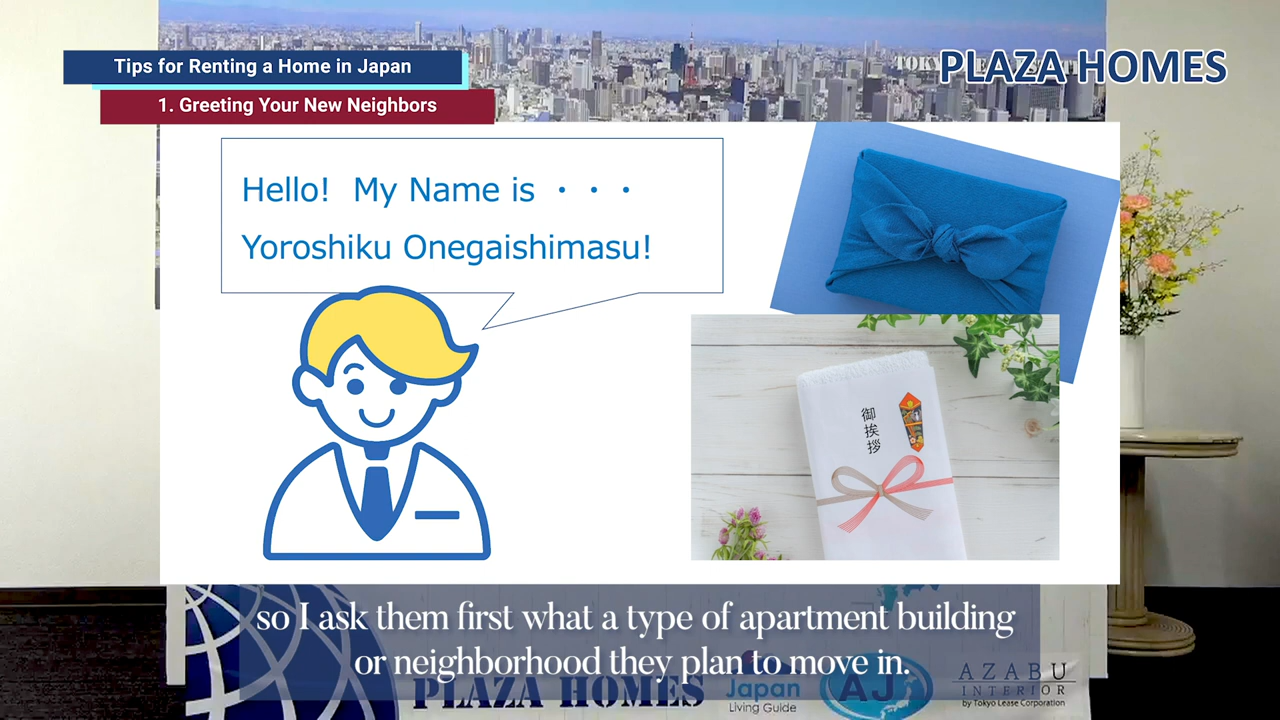 Tips for Renting a Home in Japan
1. Greeting Your New Neighbors
PLAZA HOMES
Hello! My Name is ・・・
Yoroshiku Onegaishimasu!
御挨拶
so I ask them first what a type of apartment building
or neighborhood they plan to move in.
PLAZA HOMES
Japan
Living Guide
AJ
AZABU
INTERIOR
by Tokyo Lease Corporation